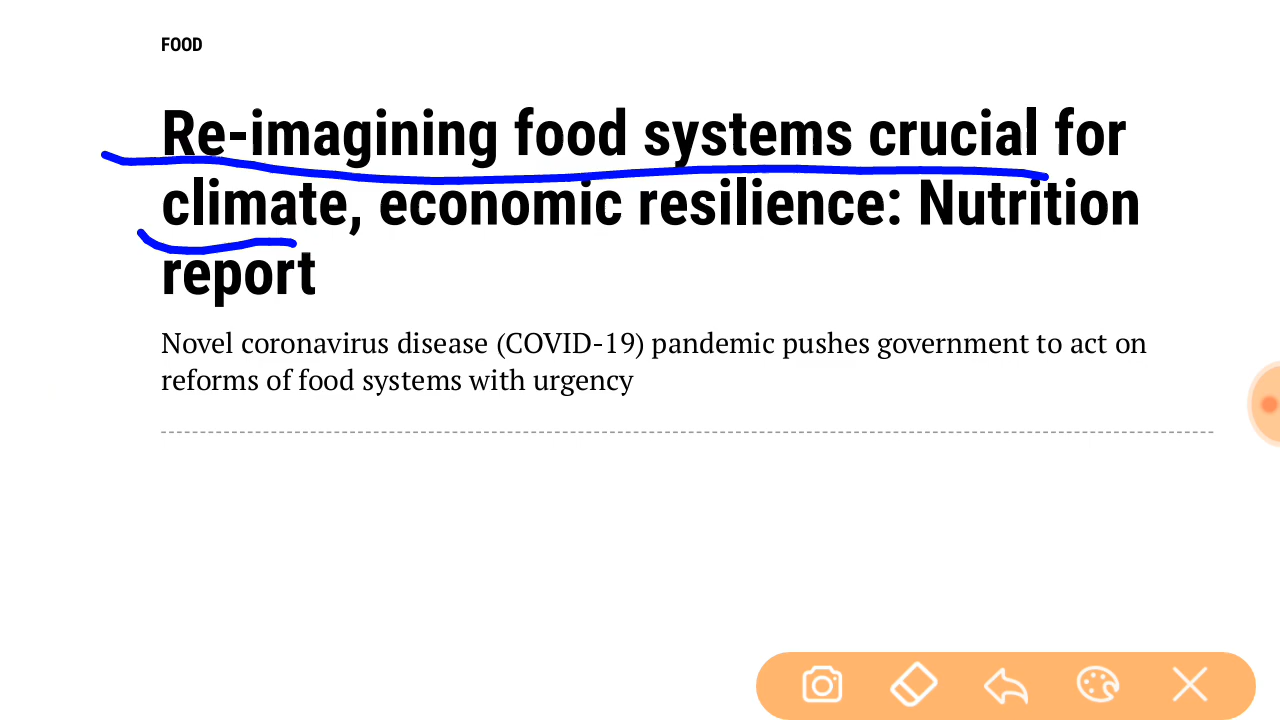 FOOD
Re-imagining food systems crucial for
climate, economic resilience: Nutrition
report
Novel coronavirus disease (COVID-19) pandemic pushes government to act on
reforms of food systems with urgency